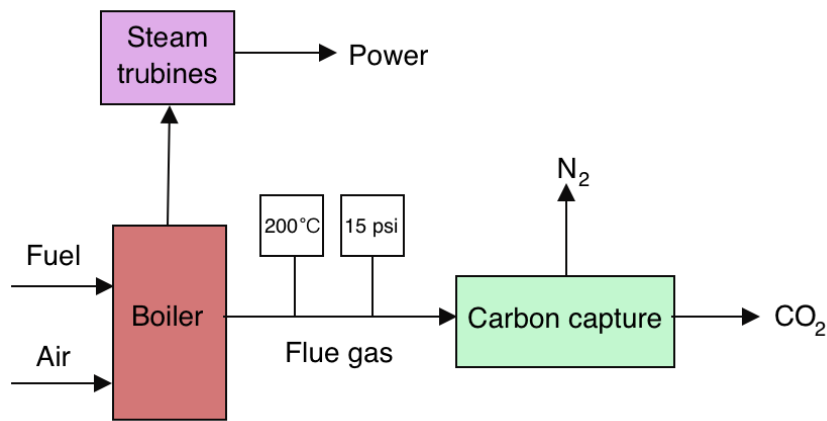 Steam
trubines
Power
N₂
200°C
15 psi
Fuel
Boiler
Carbon capture
CO₂
Flue gas
Air